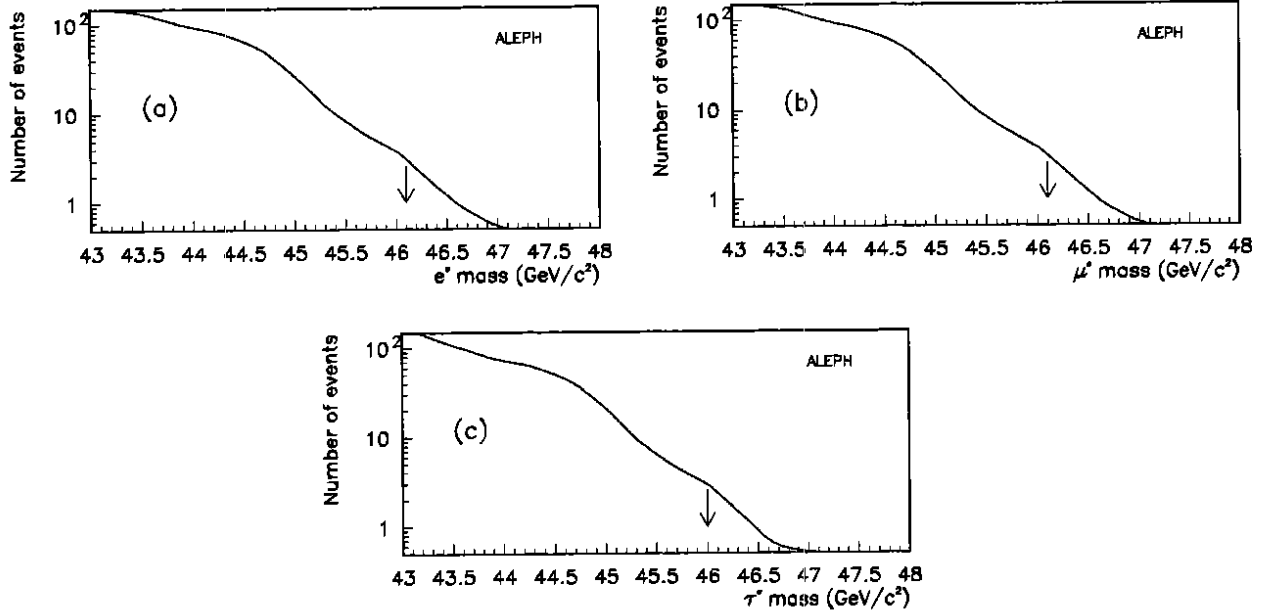 Number of events
10²
10
1
(a)
ALEPH
43 43.5 44 44.5 45 45.5 46 46.5 47 47.5 48
e* mass (GeV/c²)
Number of events
10²
10
1
(b)
ALEPH
43 43.5 44 44.5 45 45.5 46 46.5 47 47.5 48
μ* mass (GeV/c²)
Number of events
10²
10
1
(c)
ALEPH
43 43.5 44 44.5 45 45.5 46 46.5 47 47.5 48
τ* mass (GeV/c²)